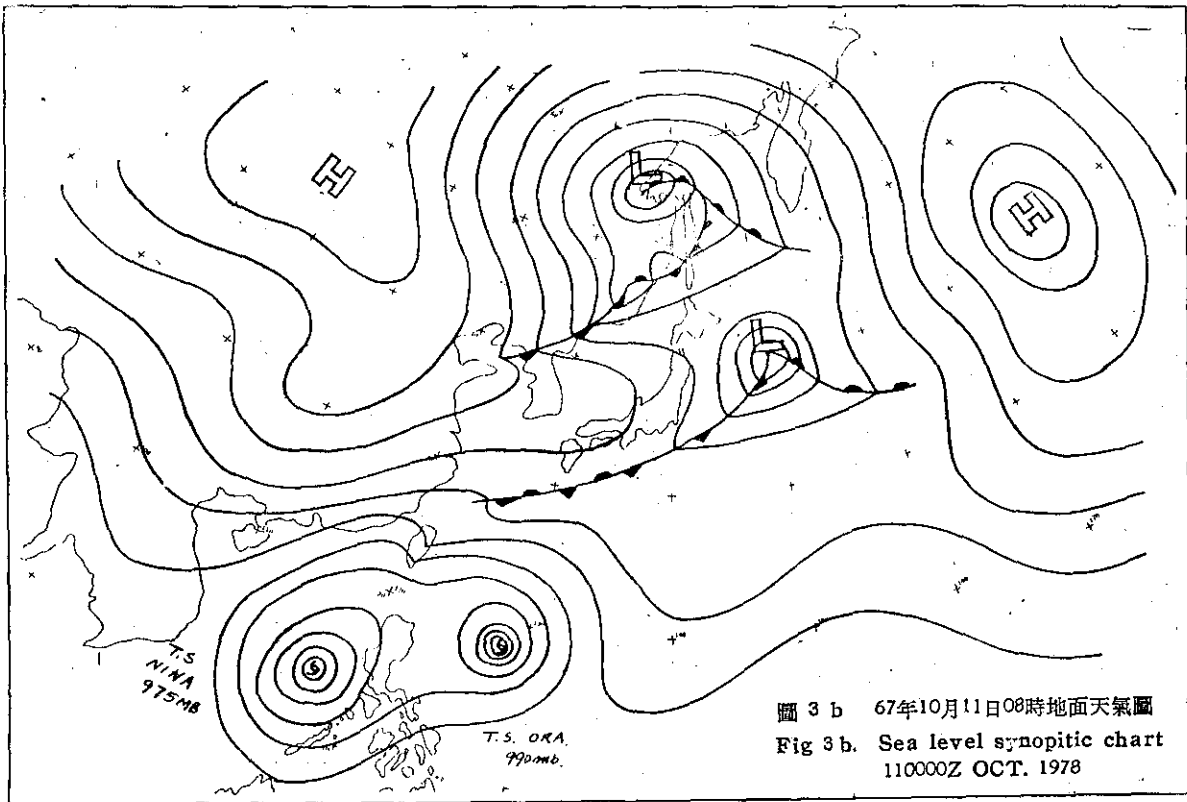 H
L
H
L
T.S
NINA
975MB
T.S. ORA.
990mb.
圖 3 b 67年10月11日08時地面天氣圖
Fig 3 b. Sea level synopitic chart
110000Z OCT. 1978